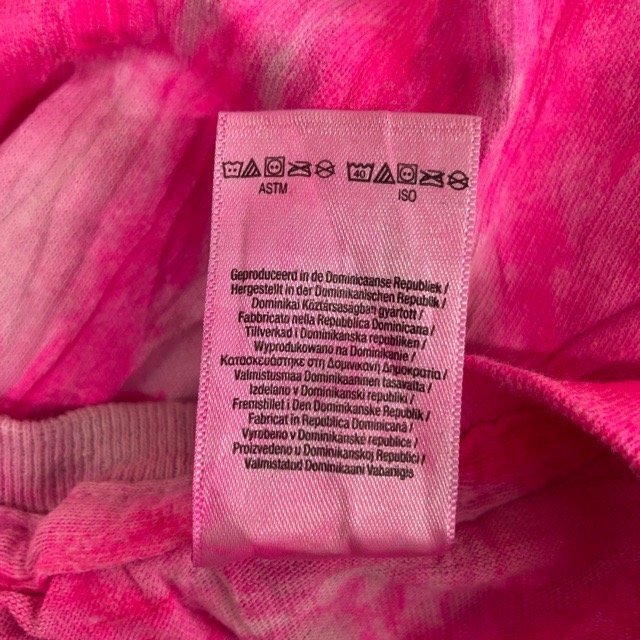 40
ASTM
ISO
Geproduceerd in de Dominicaanse Republiek /
Hergestellt in der Dominikanischen Republik /
Dominikai Köztársaságban gyártott /
Fabbricato nella Repubblica Dominicana /
Tillverkad i Dominikanska republiken /
Wyprodukowano na Dominikanie /
Κατασκευάστηκε στη Δομινικανή Δημοκρατία /
Valmistusmaa Dominikaaninen tasavalta /
Izdelano v Dominikanski republiki /
Fremstillet i Den Dominikanske Republik /
Fabricat in Republica Dominicană /
Vyrobeno v Dominikánské republice /
Proizvedeno u Dominikanskoj Republici /
Valmistatud Dominikaani Vabariigis